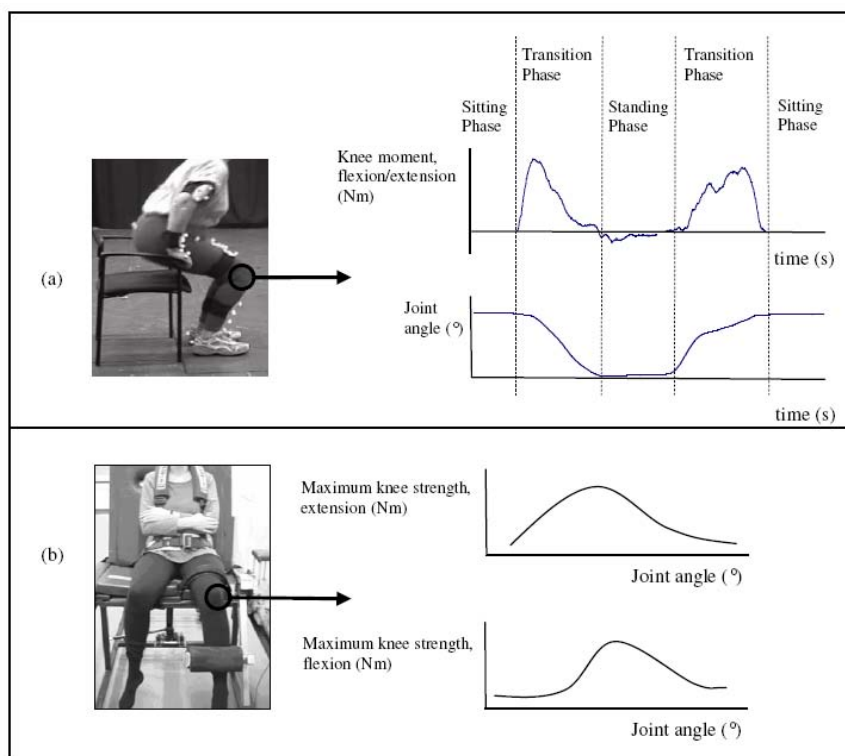 Transition
Phase
Transition
Phase
Sitting
Phase
Standing
Phase
Sitting
Phase
Knee moment,
flexion/extension
(Nm)
time (s)
(a)
Joint
angle (°)
time (s)
Maximum knee strength,
extension (Nm)
Joint angle (°)
(b)
Maximum knee strength,
flexion (Nm)
Joint angle (°)